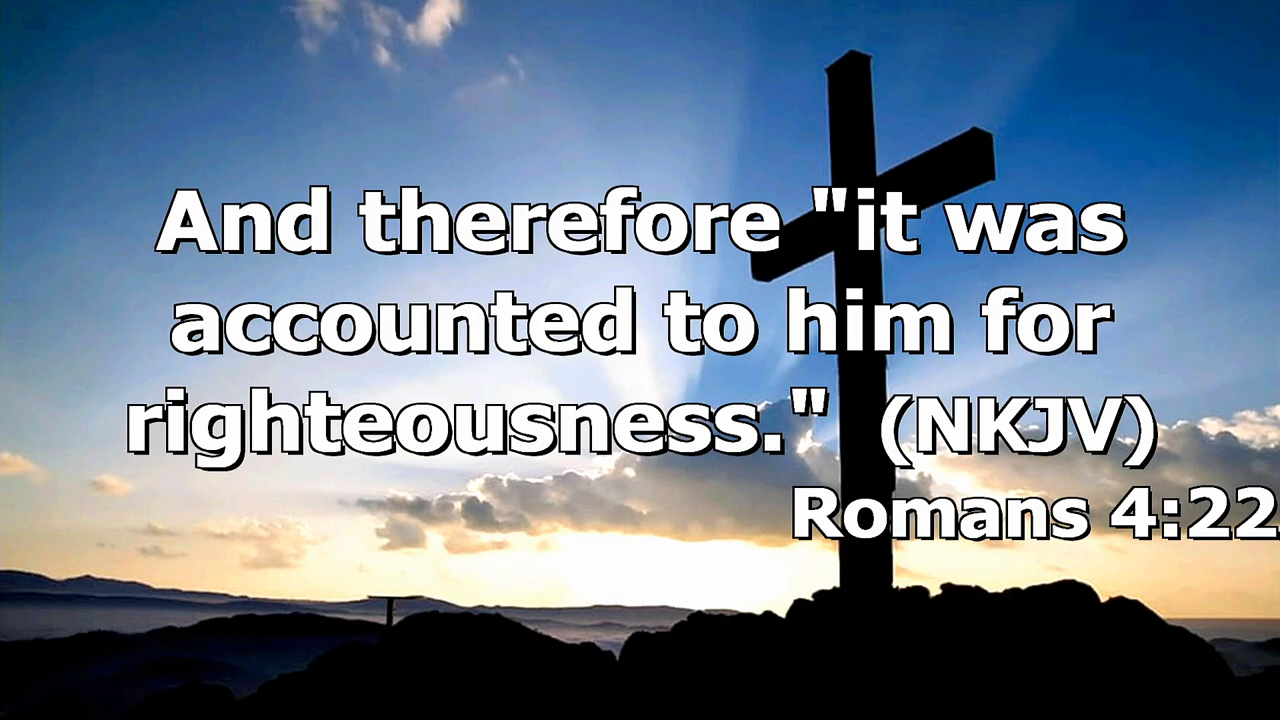 And therefore "it was
accounted to him for
righteousness."  (NKJV)
Romans 4:22